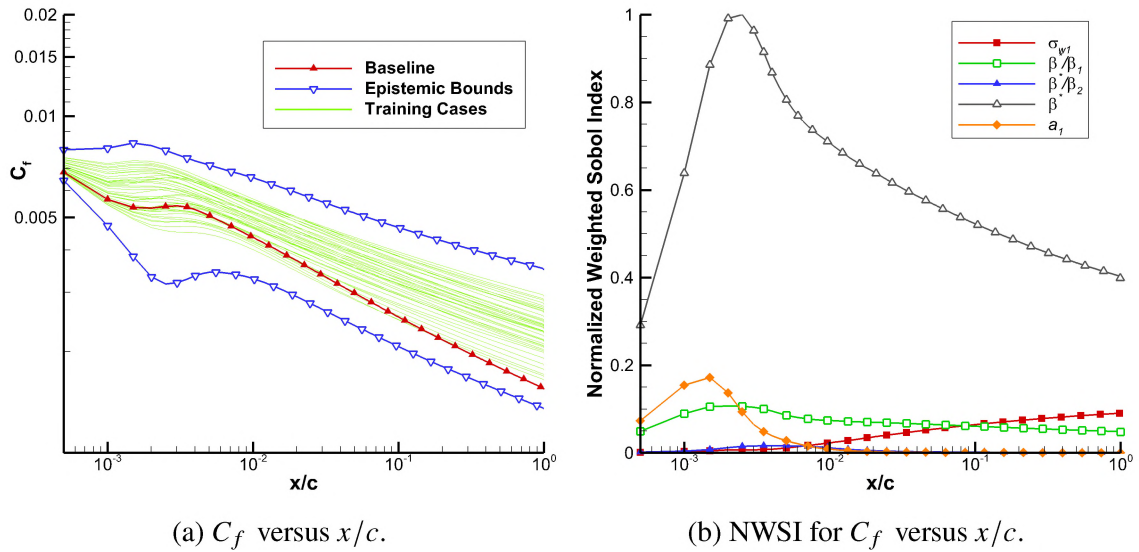 0.02
0.015
0.01
0.005
C_f
10^-3
10^-2
10^-1
10^0
x/c
Baseline
Epistemic Bounds
Training Cases
(a) C_f versus x/c.
1
0.8
0.6
0.4
0.2
0
Normalized Weighted Sobol Index
10^-3
10^-2
10^-1
10^0
x/c
σ_w1
β*/β_1
β*/β_2
β*
a_1
(b) NWSI for C_f versus x/c.